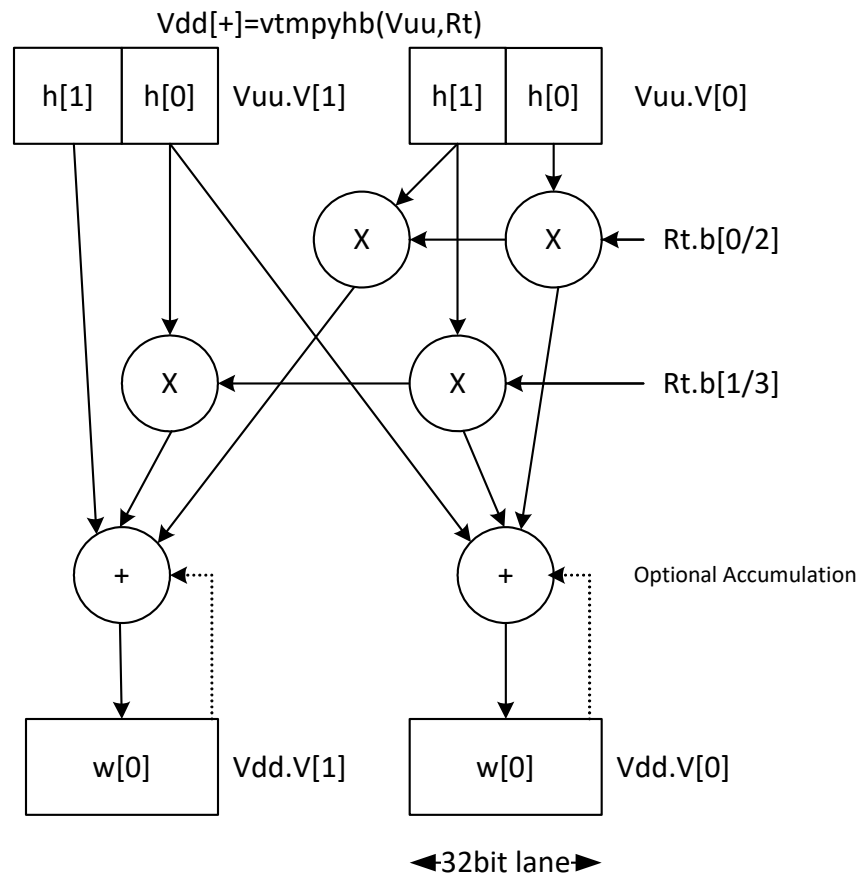 Vdd[+]=vtmpyhb(Vuu,Rt)
h[1] h[0] Vuu.V[1] h[1] h[0] Vuu.V[0]
X X Rt.b[0/2]
X X Rt.b[1/3]
+ + Optional Accumulation
w[0] Vdd.V[1] w[0] Vdd.V[0]
32bit lane